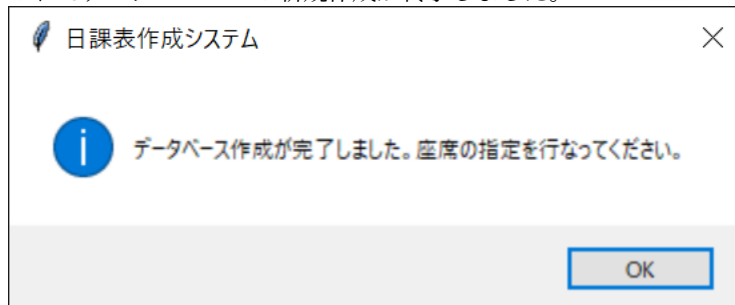 日課表作成システム
データベース作成が完了しました。座席の指定を行なってください。
OK